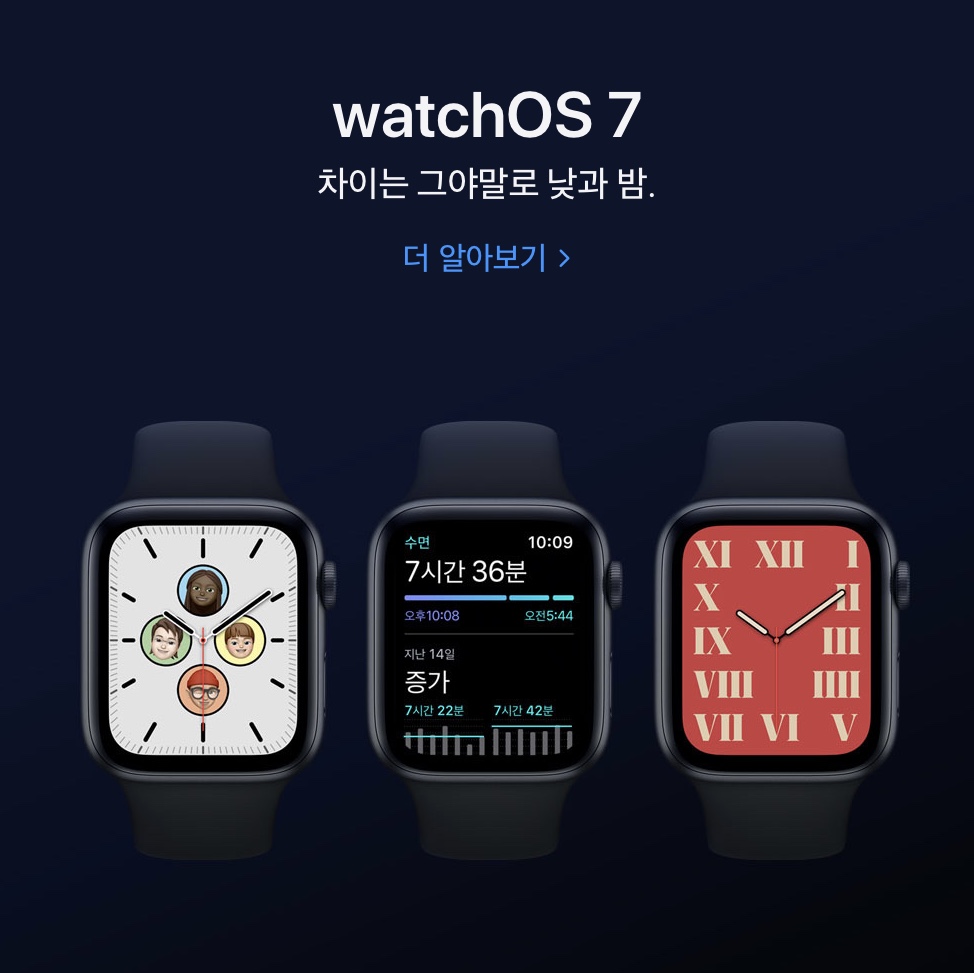 watchOS 7
차이는 그야말로 낮과 밤.
더 알아보기 >
수면 10:09
7시간 36분
오후10:08 오전5:44
지난 14일
증가
7시간 22분 7시간 42분
XI XII I
X II
IX III
VIII IIII
VII VI V